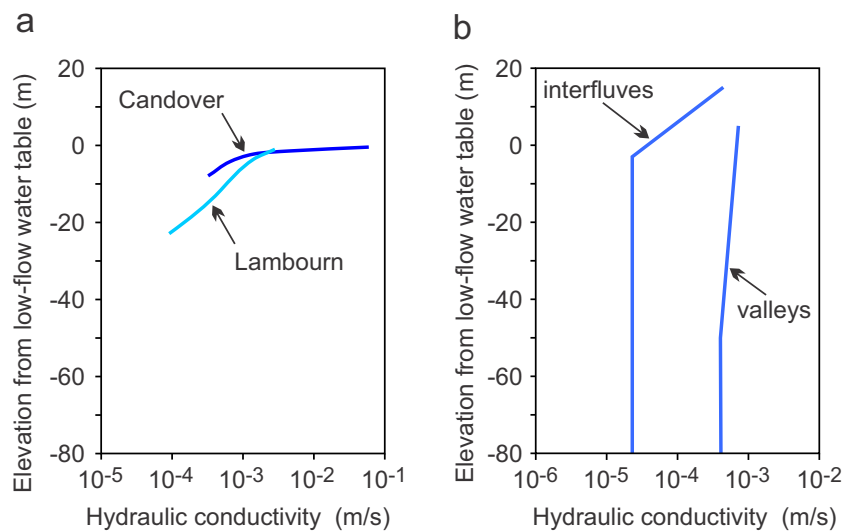 a
Elevation from low-flow water table (m)
20
0
-20
-40
-60
-80
Candover
Lambourn
10-5
10-4
10-3
10-2
10-1
Hydraulic conductivity (m/s)
b
Elevation from low-flow water table (m)
20
0
-20
-40
-60
-80
interfluves
valleys
10-6
10-5
10-4
10-3
10-2
Hydraulic conductivity (m/s)